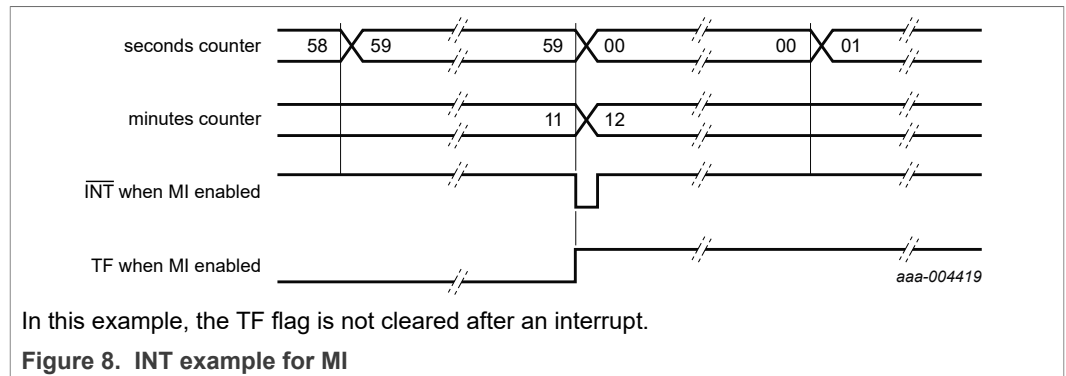 seconds counter 58 59 59 00 00 01
minutes counter 11 12
INT when MI enabled
TF when MI enabled
aaa-004419
In this example, the TF flag is not cleared after an interrupt.
Figure 8. INT example for MI